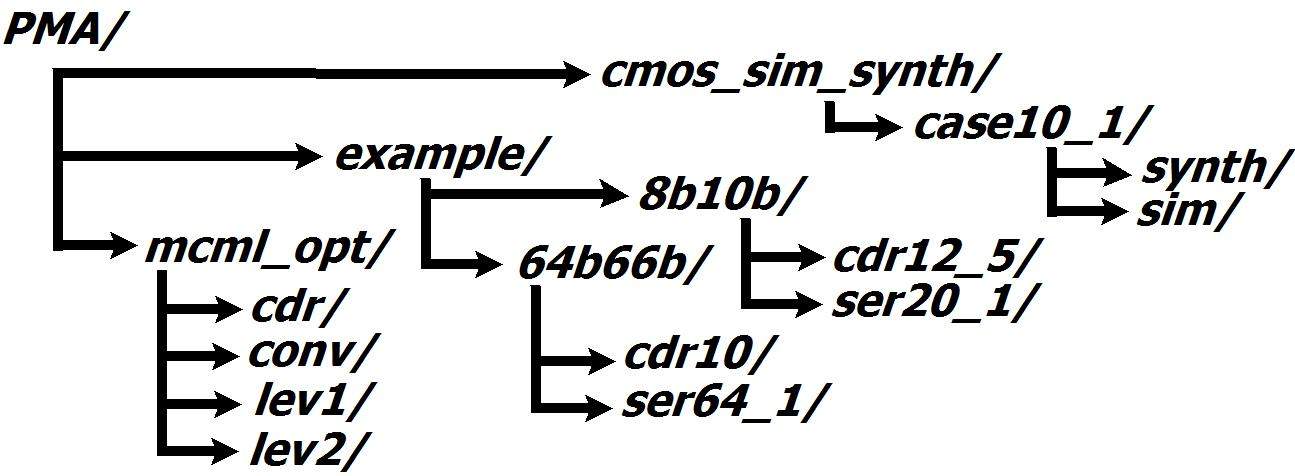 PMA/
cmos_sim_synth/
case10_1/
synth/
sim/
example/
8b10b/
cdr12_5/
ser20_1/
64b66b/
cdr10/
ser64_1/
mcml_opt/
cdr/
conv/
lev1/
lev2/